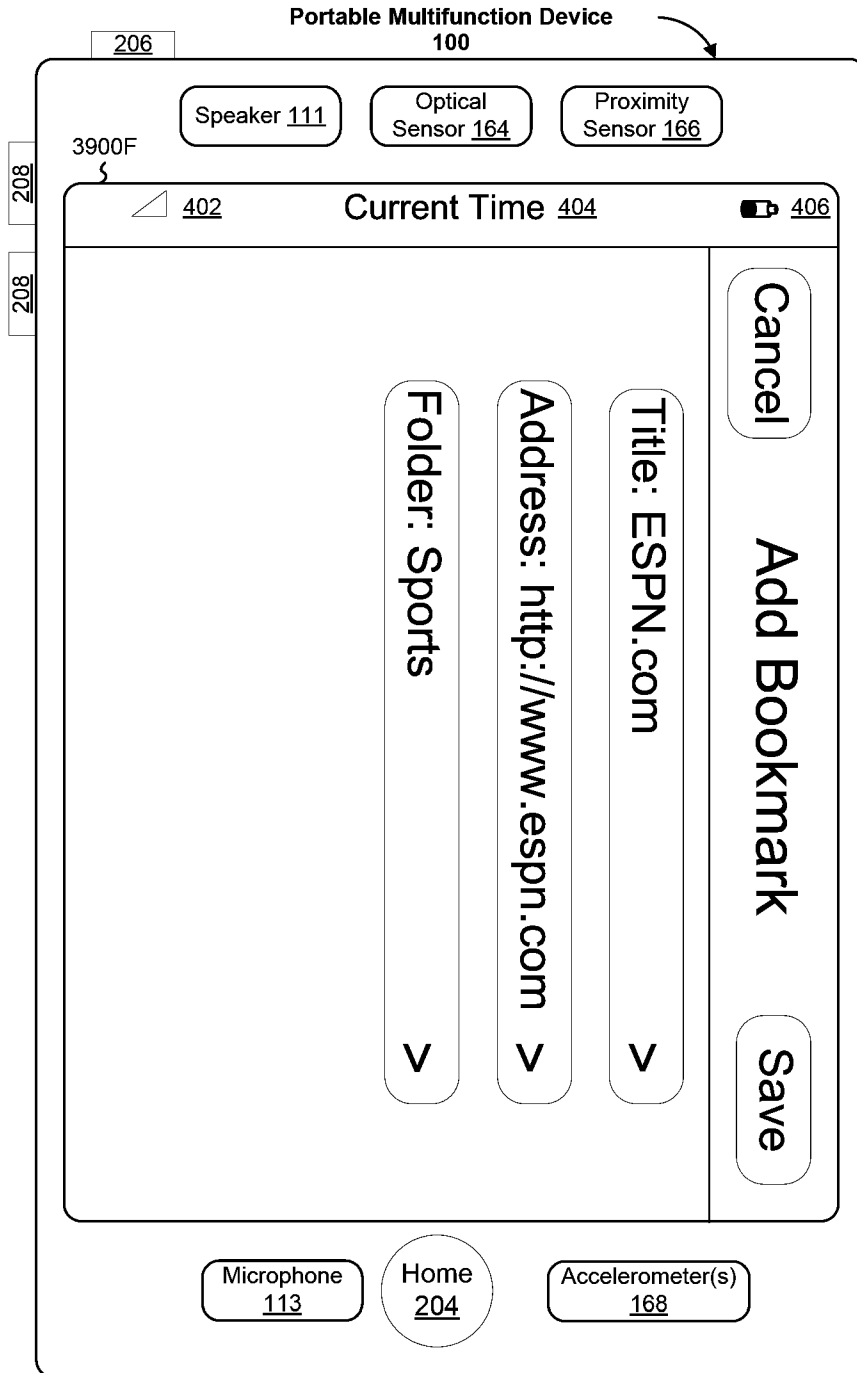 Portable Multifunction Device
100
206
Speaker 111
Optical
Sensor 164
Proximity
Sensor 166
3900F
208
208
402
Current Time 404
406
Cancel
Add Bookmark
Save
Title: ESPN.com >
Address: http://www.espn.com >
Folder: Sports >
Microphone
113
Home
204
Accelerometer(s)
168